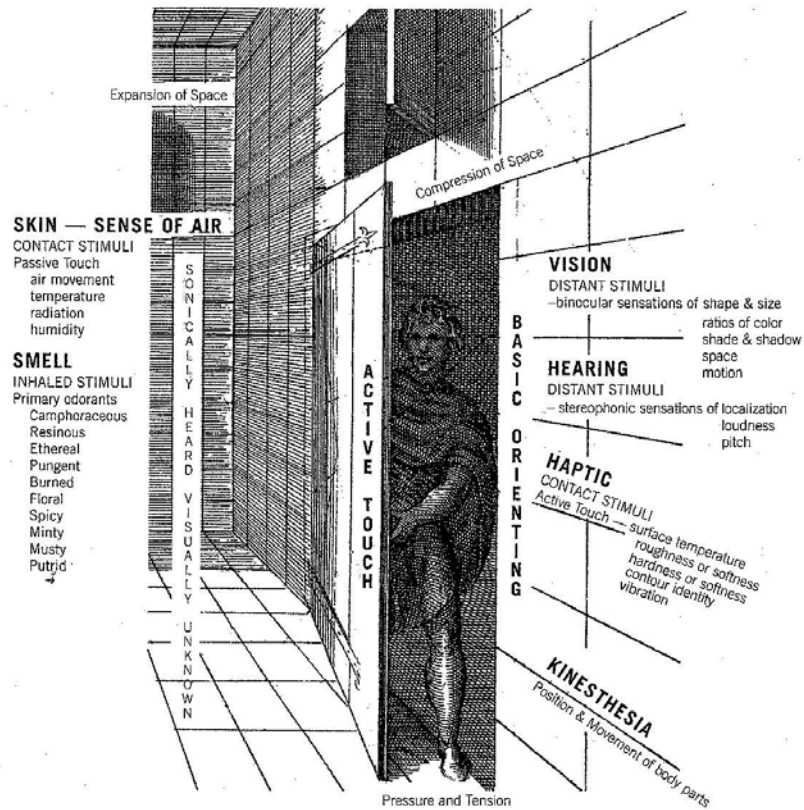 Expansion of Space
Compression of Space
SKIN — SENSE OF AIR
CONTACT STIMULI
Passive Touch
air movement
temperature
radiation
humidity
SMELL
INHALED STIMULI
Primary odorants
Camphoraceous
Resinous
Ethereal
Pungent
Burned
Floral
Spicy
Minty
Musty
Putrid
SONICALLY HEARD VISUALLY UNKNOWN
ACTIVE TOUCH
BASIC ORIENTING
VISION
DISTANT STIMULI
–binocular sensations of shape & size
ratios of color
shade & shadow
space
motion
HEARING
DISTANT STIMULI
– stereophonic sensations of localization
loudness
pitch
HAPTIC
CONTACT STIMULI
Active Touch — surface temperature
roughness or softness
hardness or softness
contour identity
vibration
KINESTHESIA
Position & Movement of body parts
Pressure and Tension